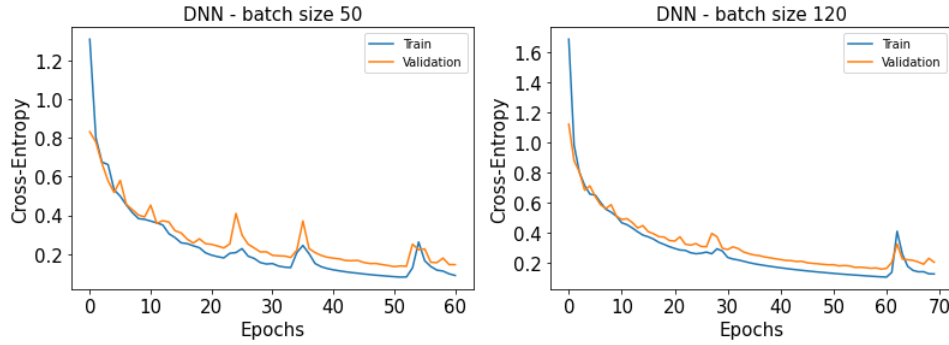 DNN - batch size 50
Cross-Entropy
1.2
1.0
0.8
0.6
0.4
0.2
0 10 20 30 40 50 60
Epochs
Train
Validation
DNN - batch size 120
Cross-Entropy
1.6
1.4
1.2
1.0
0.8
0.6
0.4
0.2
0 10 20 30 40 50 60 70
Epochs
Train
Validation